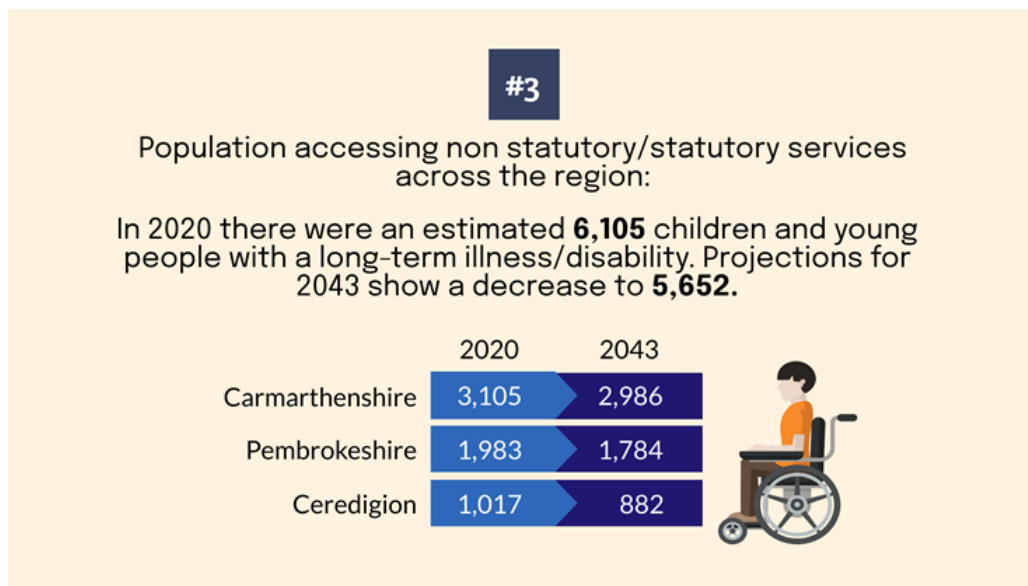 #3
Population accessing non statutory/statutory services
across the region:
In 2020 there were an estimated 6,105 children and young
people with a long-term illness/disability. Projections for
2043 show a decrease to 5,652.
2020 2043
Carmarthenshire 3,105 2,986
Pembrokeshire 1,983 1,784
Ceredigion 1,017 882